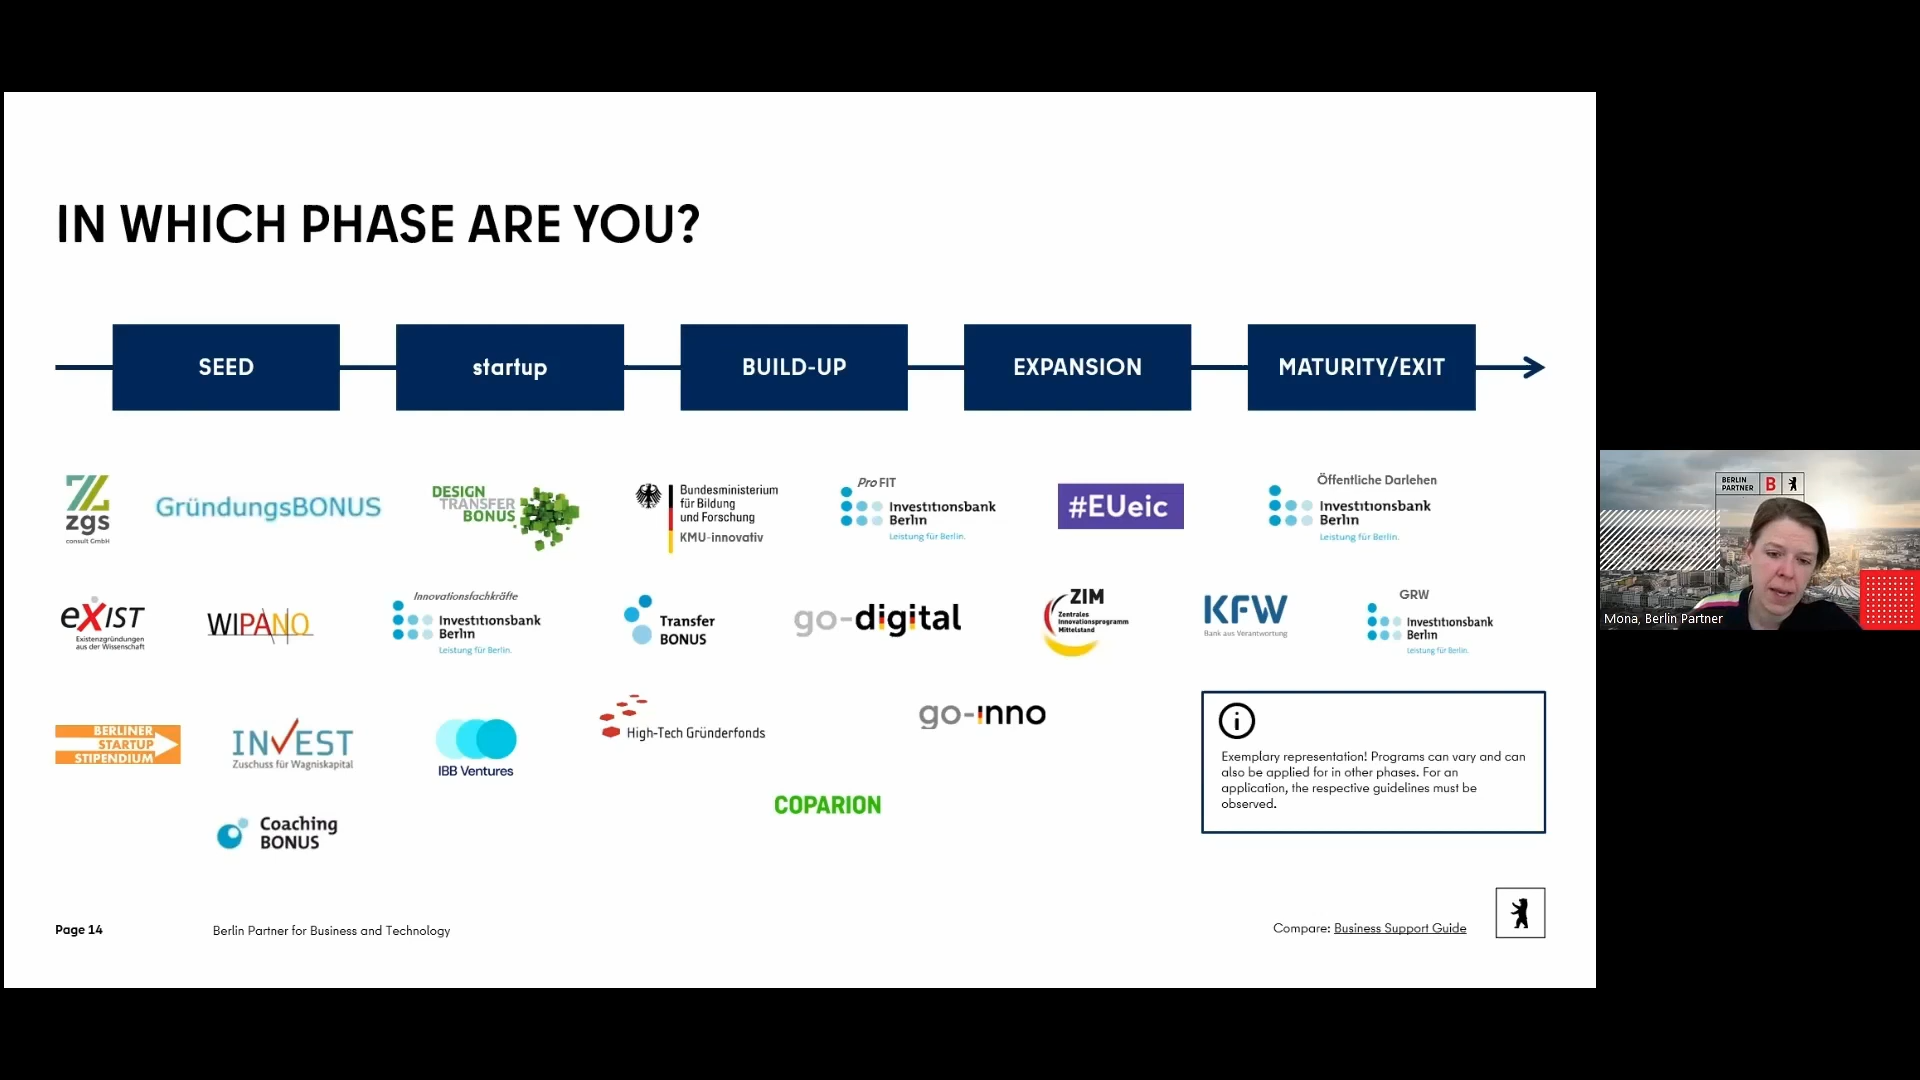 IN WHICH PHASE ARE YOU?
SEED
startup
BUILD-UP
EXPANSION
MATURITY/EXIT
zgs
consult GmbH
GründungsBONUS
DESIGN
TRANSFER
BONUS
Bundesministerium
für Bildung
und Forschung
KMU-innovativ
Pro FIT
Investitionsbank
Berlin
Leistung für Berlin.
#EUeic
Öffentliche Darlehen
Investitionsbank
Berlin
Leistung für Berlin.
eXIST
Existenzgründungen
aus der Wissenschaft
WIPANO
Innovationsfachkräfte
Investitionsbank
Berlin
Leistung für Berlin.
Transfer
BONUS
go-digital
ZIM
Zentrales
Innovationsprogramm
Mittelstand
KFW
Bank aus Verantwortung
GRW
Investitionsbank
Berlin
Leistung für Berlin.
BERLINER
STARTUP
STIPENDIUM
INVEST
Zuschuss für Wagniskapital
IBB Ventures
High-Tech Gründerfonds
go-inno
COPARION
Coaching
BONUS
i
Exemplary representation! Programs can vary and can
also be applied for in other phases. For an
application, the respective guidelines must be
observed.
Page 14
Berlin Partner for Business and Technology
Compare: Business Support Guide
BERLIN
PARTNER
B
Mona, Berlin Partner